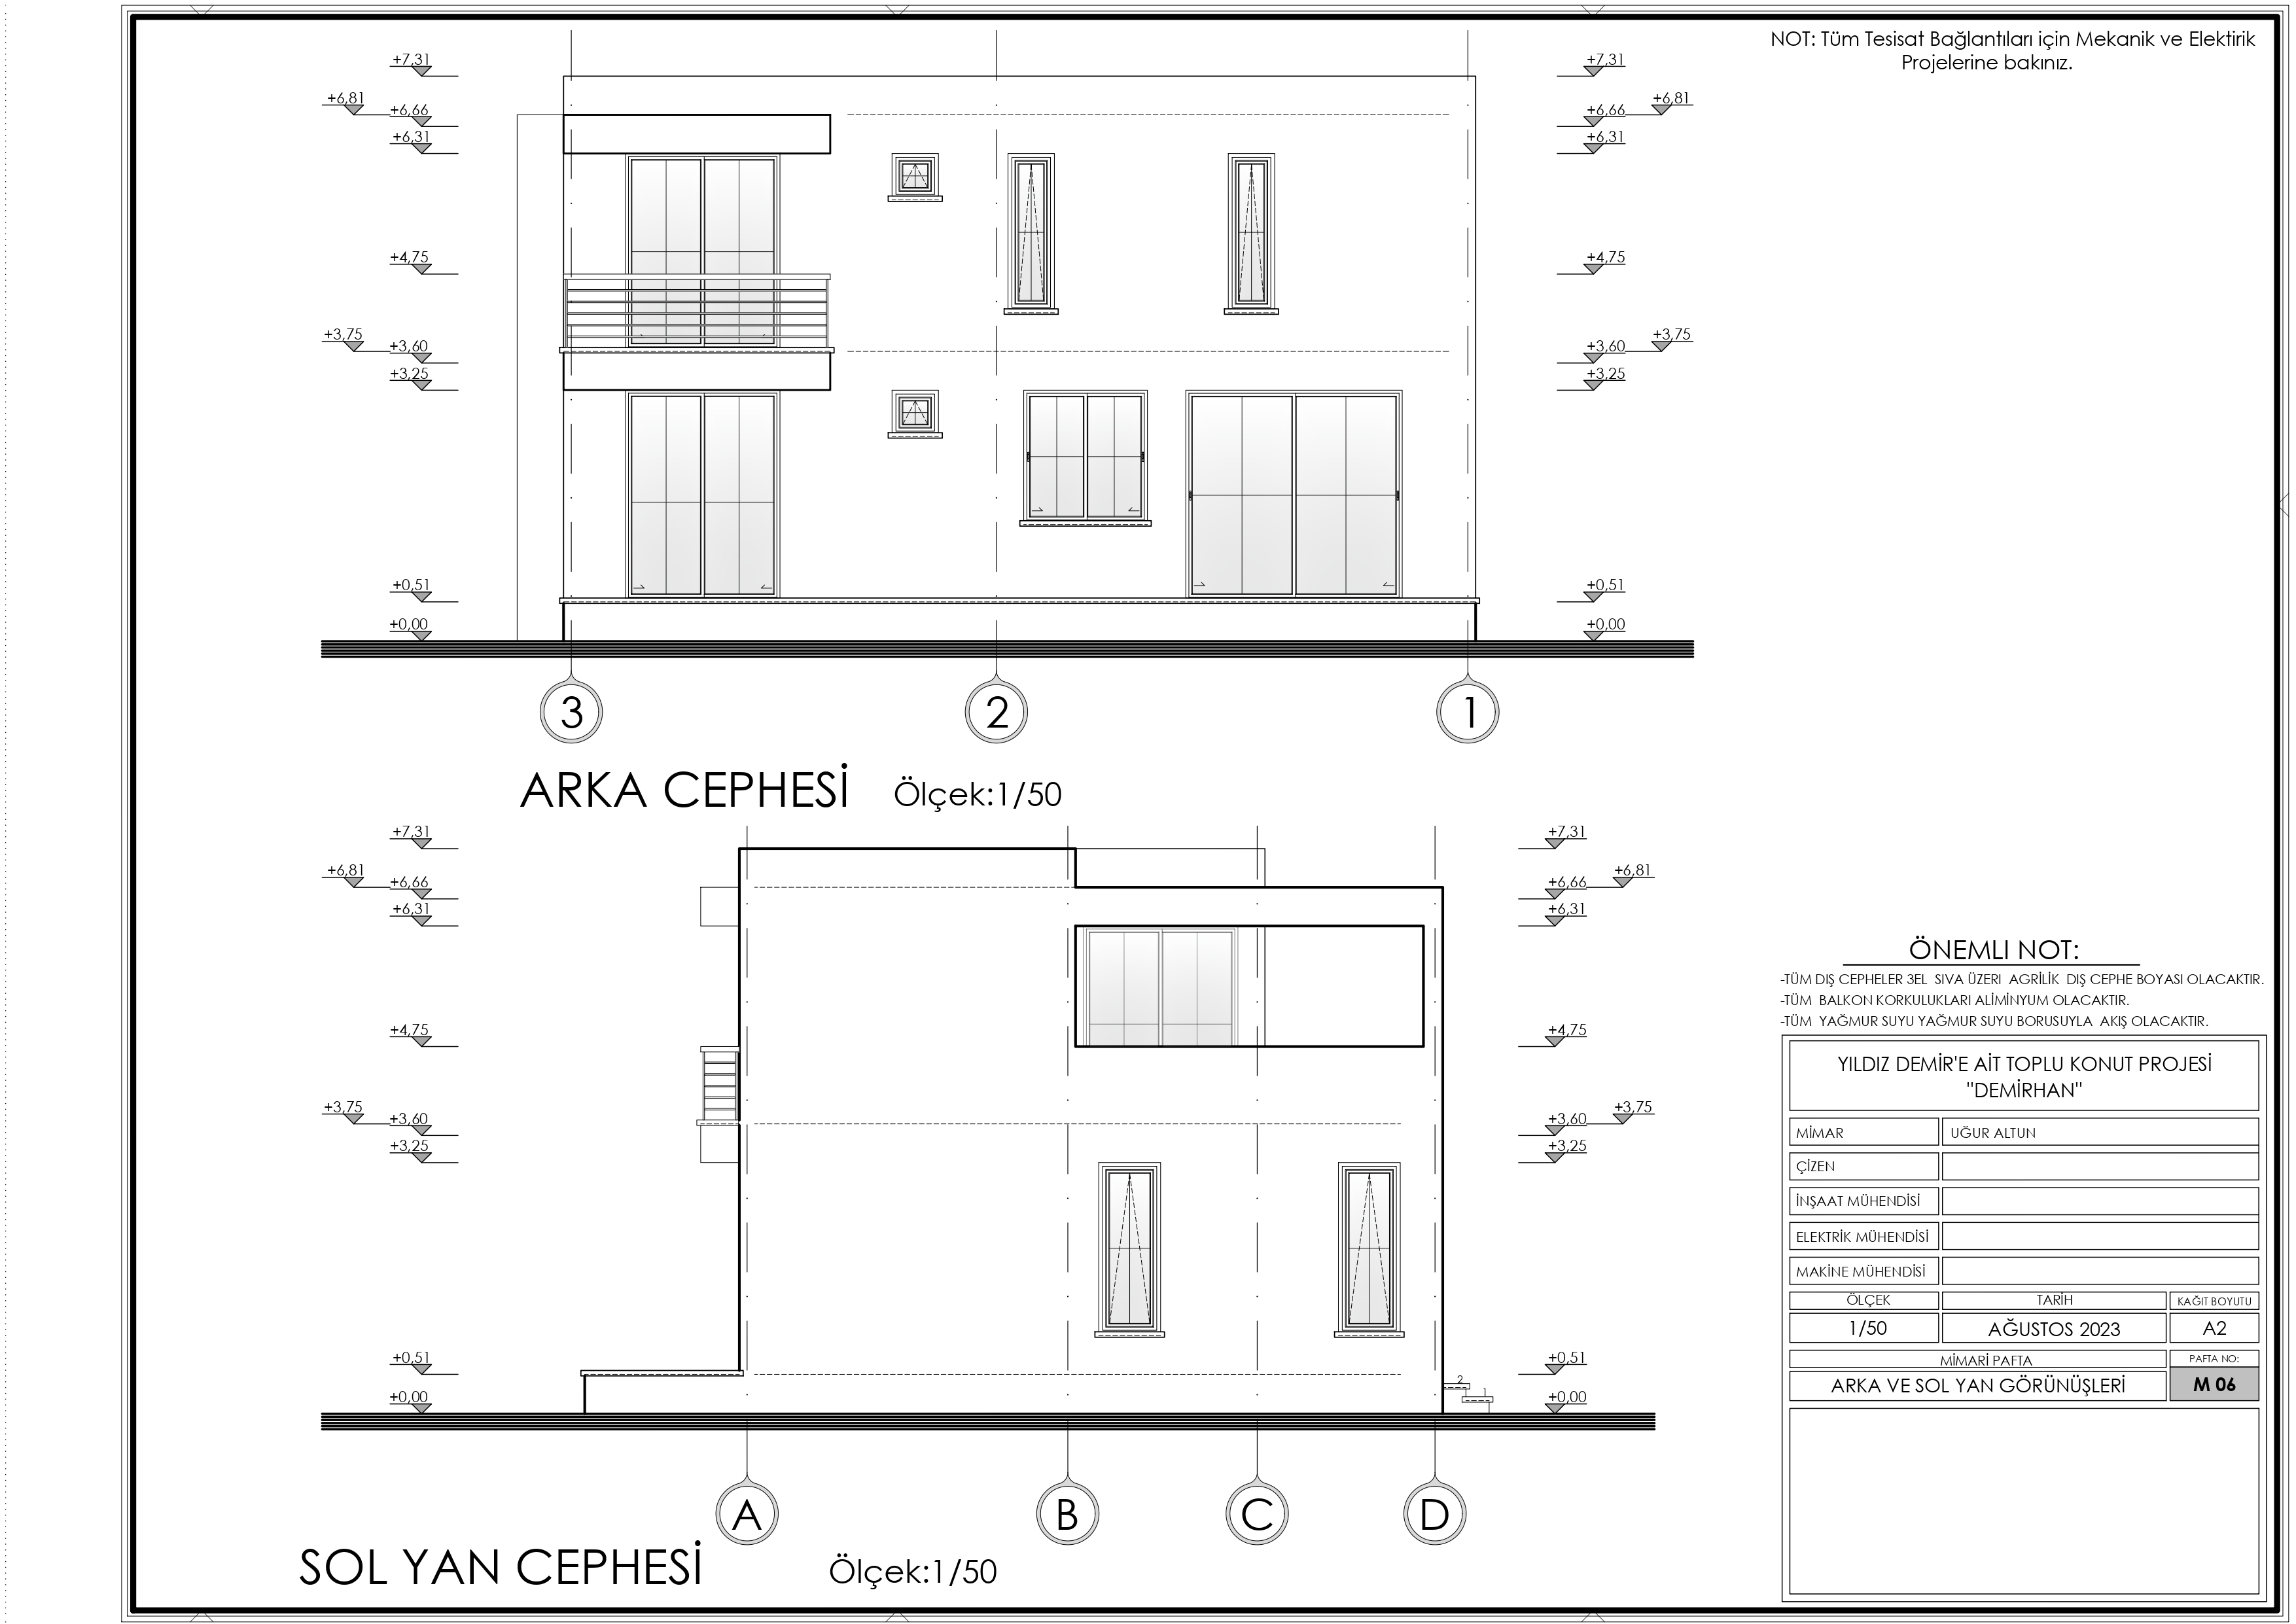 NOT: Tüm Tesisat Bağlantıları için Mekanik ve Elektirik
Projelerine bakınız.
+7,31
+7,31
+6,81
+6,66
+6,66
+6,81
+6,31
+6,31
+4,75
+4,75
+3,75
+3,60
+3,60
+3,75
+3,25
+3,25
+0,51
+0,51
+0,00
+0,00
3
2
1
ARKA CEPHESİ
Ölçek:1/50
+7,31
+7,31
+6,81
+6,66
+6,66
+6,81
+6,31
+6,31
+4,75
+4,75
+3,75
+3,60
+3,60
+3,75
+3,25
+3,25
+0,51
+0,51
2
1
+0,00
+0,00
A
B
C
D
SOL YAN CEPHESİ
Ölçek:1/50
ÖNEMLI NOT:
-TÜM DIŞ CEPHELER 3EL SIVA ÜZERI AGRİLİK DIŞ CEPHE BOYASI OLACAKTIR.
-TÜM BALKON KORKULUKLARI ALİMİNYUM OLACAKTIR.
-TÜM YAĞMUR SUYU YAĞMUR SUYU BORUSUYLA AKIŞ OLACAKTIR.
YILDIZ DEMİR'E AİT TOPLU KONUT PROJESİ
"DEMİRHAN"
MİMAR
UĞUR ALTUN
ÇİZEN
İNŞAAT MÜHENDİSİ
ELEKTRİK MÜHENDİSİ
MAKİNE MÜHENDİSİ
ÖLÇEK
TARİH
KAĞIT BOYUTU
1/50
AĞUSTOS 2023
A2
MİMARİ PAFTA
PAFTA NO:
ARKA VE SOL YAN GÖRÜNÜŞLERİ
M 06